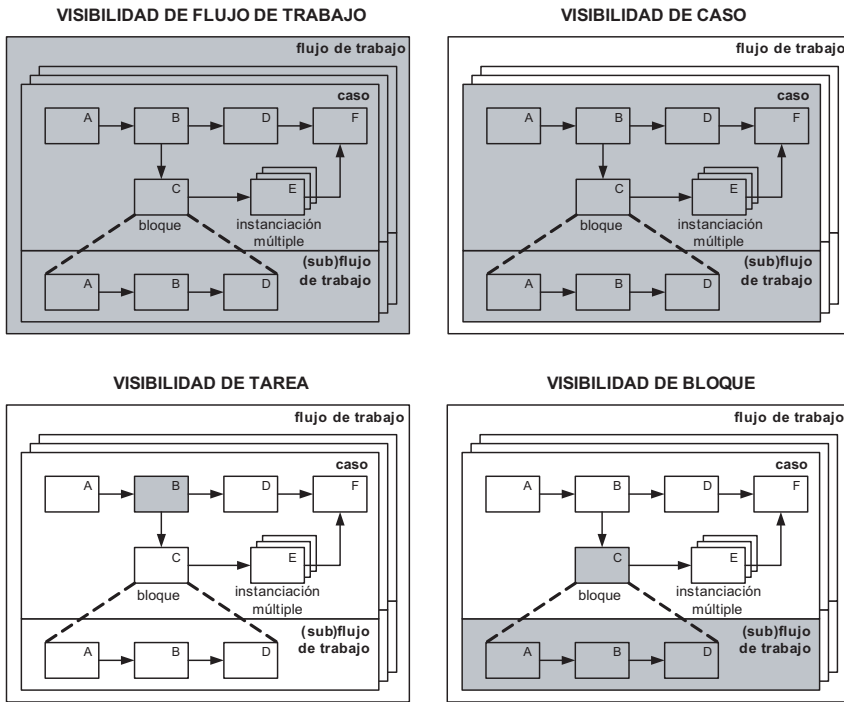 VISIBILIDAD DE FLUJO DE TRABAJO
flujo de trabajo
caso
A
B
D
F
C
E
bloque
instanciación
múltiple
(sub)flujo
de trabajo
A
B
D
VISIBILIDAD DE CASO
flujo de trabajo
caso
A
B
D
F
C
E
bloque
instanciación
múltiple
(sub)flujo
de trabajo
A
B
D
VISIBILIDAD DE TAREA
flujo de trabajo
caso
A
B
D
F
C
E
bloque
instanciación
múltiple
(sub)flujo
de trabajo
A
B
D
VISIBILIDAD DE BLOQUE
flujo de trabajo
caso
A
B
D
F
C
E
bloque
instanciación
múltiple
(sub)flujo
de trabajo
A
B
D